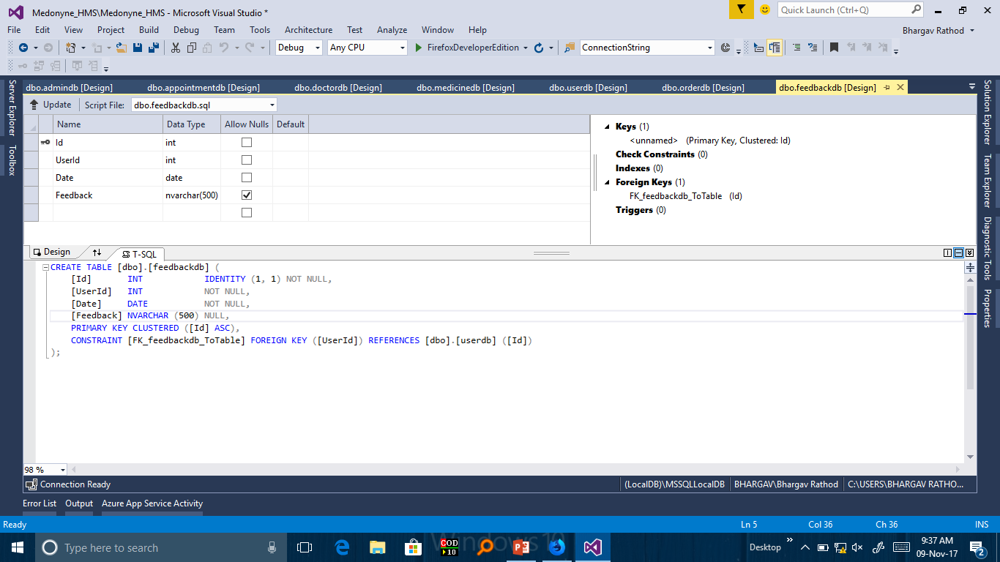 Medonyne_HMS\Medonyne_HMS - Microsoft Visual Studio *
Quick Launch (Ctrl+Q)
File Edit View Project Build Debug Team Tools Architecture Test Analyze Window Help
Bhargav Rathod
Debug Any CPU FirefoxDeveloperEdition ConnectionString
dbo.admindb [Design] dbo.appointmentdb [Design] dbo.doctordb [Design] dbo.medicinedb [Design] dbo.userdb [Design] dbo.orderdb [Design] dbo.feedbackdb [Design]
Server Explorer
Toolbox
Update Script File: dbo.feedbackdb.sql
Name Data Type Allow Nulls Default
Id int
UserId int
Date date
Feedback nvarchar(500)
Keys (1)
<unnamed> (Primary Key, Clustered: Id)
Check Constraints (0)
Indexes (0)
Foreign Keys (1)
FK_feedbackdb_ToTable (Id)
Triggers (0)
Solution Explorer
Team Explorer
Diagnostic Tools
Properties
Design T-SQL
CREATE TABLE [dbo].[feedbackdb] (
[Id] INT IDENTITY (1, 1) NOT NULL,
[UserId] INT NOT NULL,
[Date] DATE NOT NULL,
[Feedback] NVARCHAR (500) NULL,
PRIMARY KEY CLUSTERED ([Id] ASC),
CONSTRAINT [FK_feedbackdb_ToTable] FOREIGN KEY ([UserId]) REFERENCES [dbo].[userdb] ([Id])
);
98 %
Connection Ready (LocalDB)\MSSQLLocalDB BHARGAV\Bhargav Rathod C:\USERS\BHARGAV RATHO...
Error List Output Azure App Service Activity
Ready Ln 5 Col 36 Ch 36 INS
Type here to search
COD
10
Windows 10
Desktop
9:37 AM
09-Nov-17
2